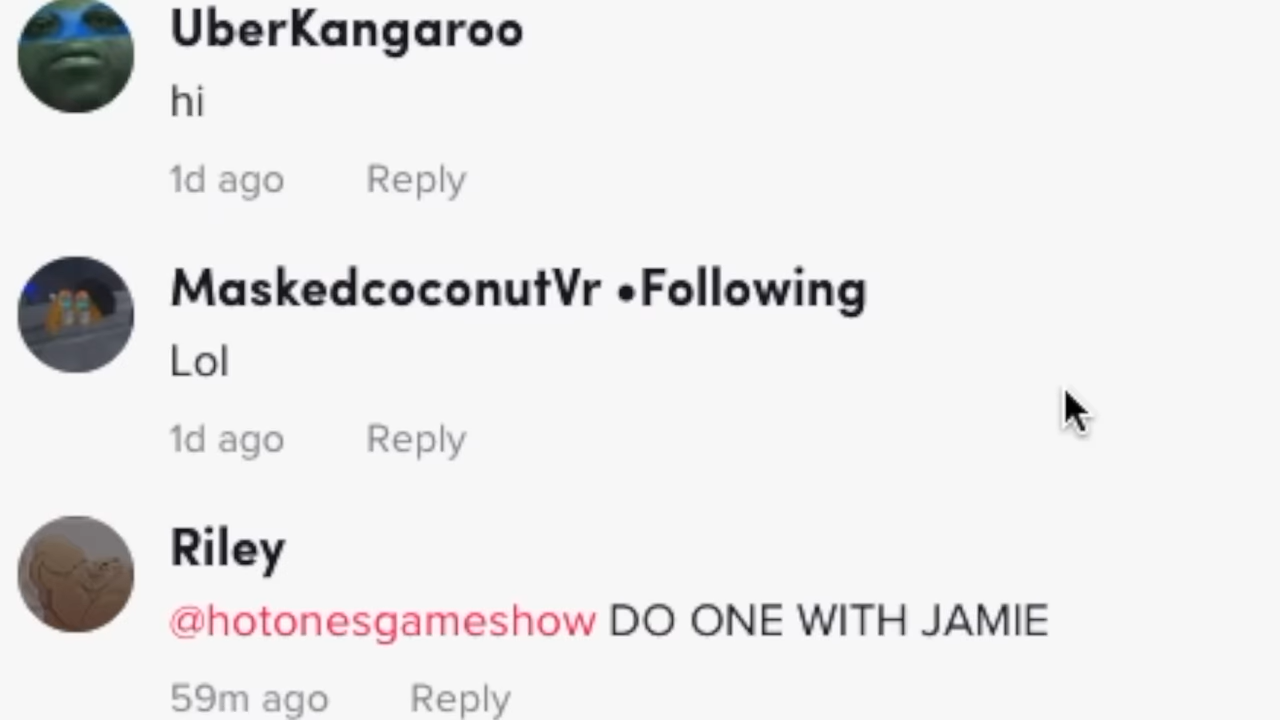 UberKangaroo
hi
1d ago Reply
MaskedcoconutVr •Following
Lol
1d ago Reply
Riley
@hotonesgameshow DO ONE WITH JAMIE
59m ago Reply